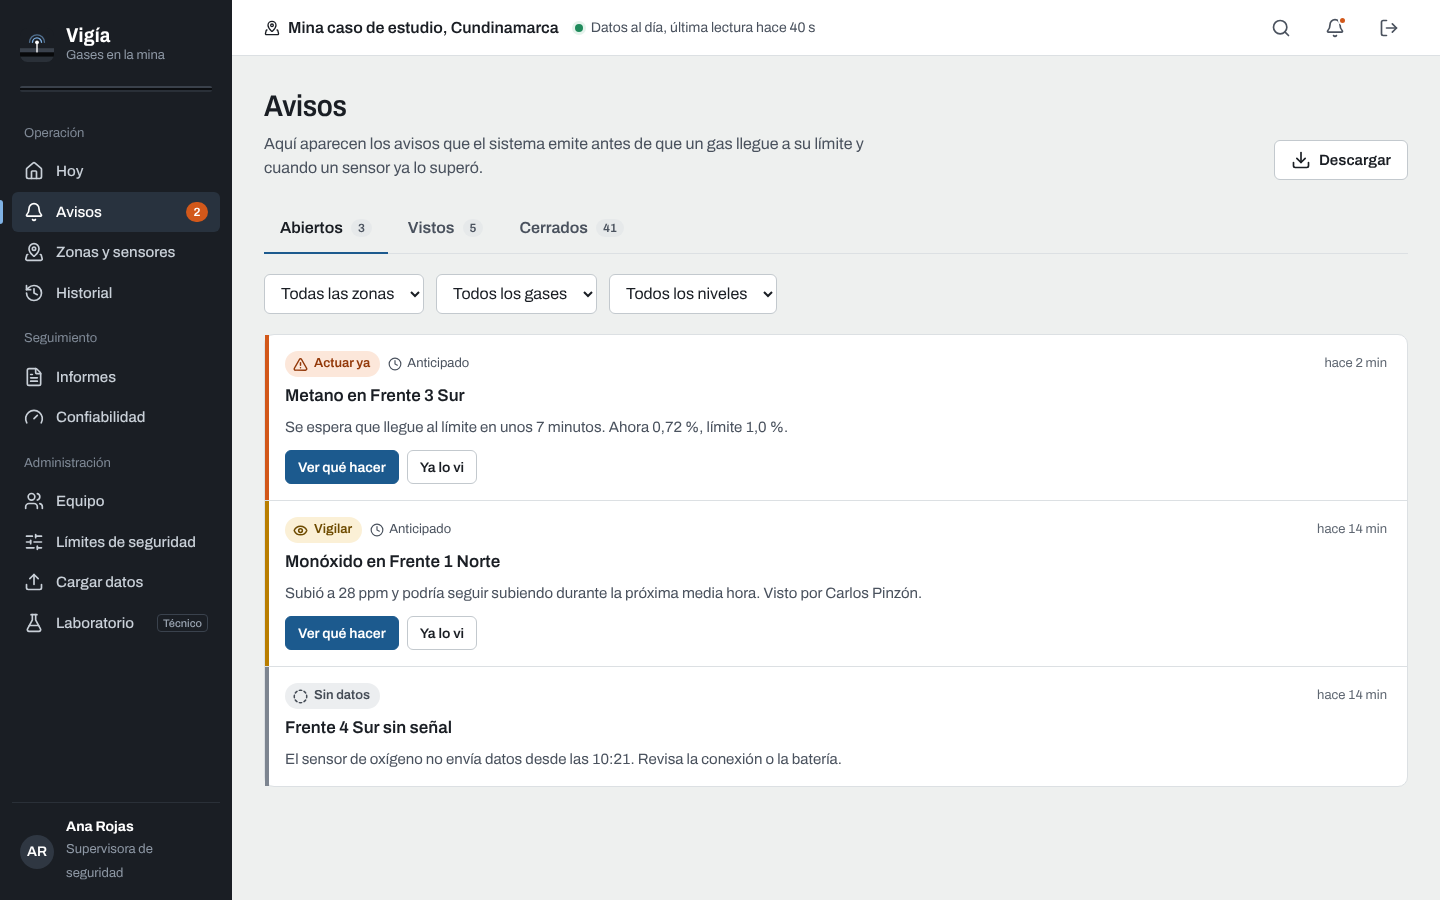 Vigía
Gases en la mina
Operación
Hoy
Avisos 2
Zonas y sensores
Historial
Seguimiento
Informes
Confiabilidad
Administración
Equipo
Límites de seguridad
Cargar datos
Laboratorio Técnico
AR
Ana Rojas
Supervisora de
seguridad
Mina caso de estudio, Cundinamarca Datos al día, última lectura hace 40 s
Avisos
Aquí aparecen los avisos que el sistema emite antes de que un gas llegue a su límite y
cuando un sensor ya lo superó.
Descargar
Abiertos 3 Vistos 5 Cerrados 41
Todas las zonas Todos los gases Todos los niveles
Actuar ya Anticipado hace 2 min
Metano en Frente 3 Sur
Se espera que llegue al límite en unos 7 minutos. Ahora 0,72 %, límite 1,0 %.
Ver qué hacer Ya lo vi
Vigilar Anticipado hace 14 min
Monóxido en Frente 1 Norte
Subió a 28 ppm y podría seguir subiendo durante la próxima media hora. Visto por Carlos Pinzón.
Ver qué hacer Ya lo vi
Sin datos hace 14 min
Frente 4 Sur sin señal
El sensor de oxígeno no envía datos desde las 10:21. Revisa la conexión o la batería.